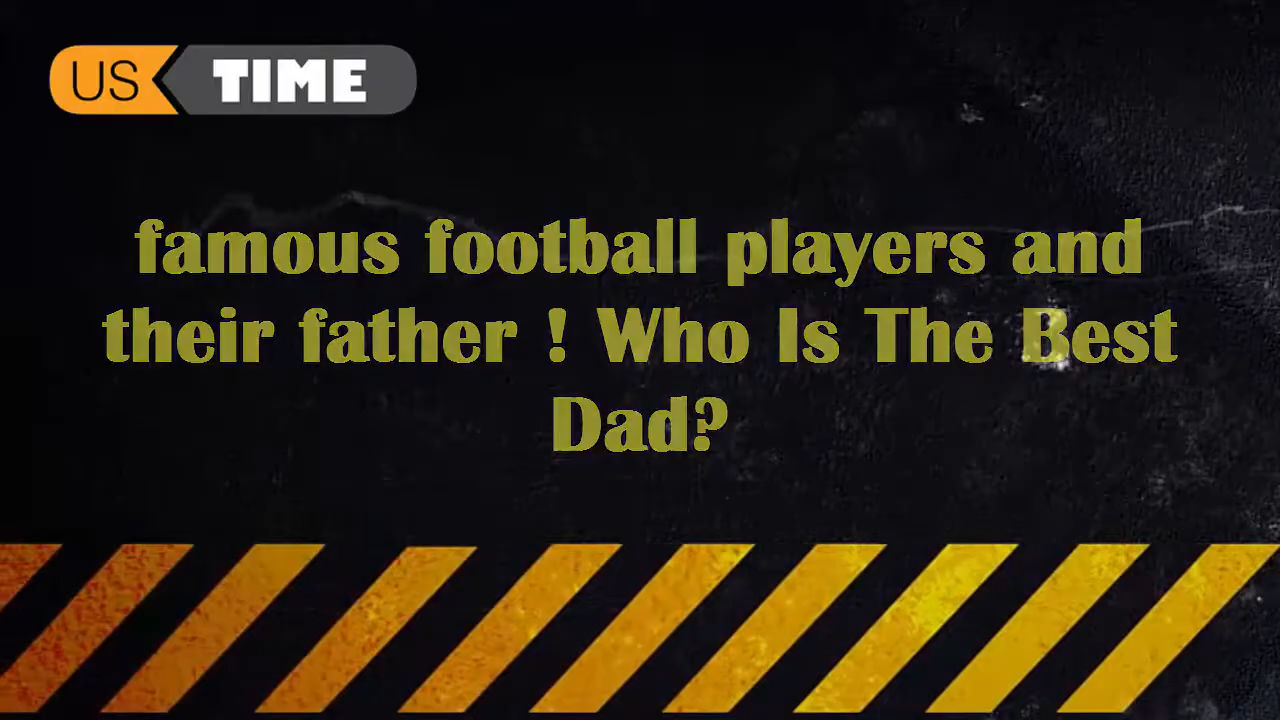 US TIME
famous football players and
their father ! Who Is The Best
Dad?